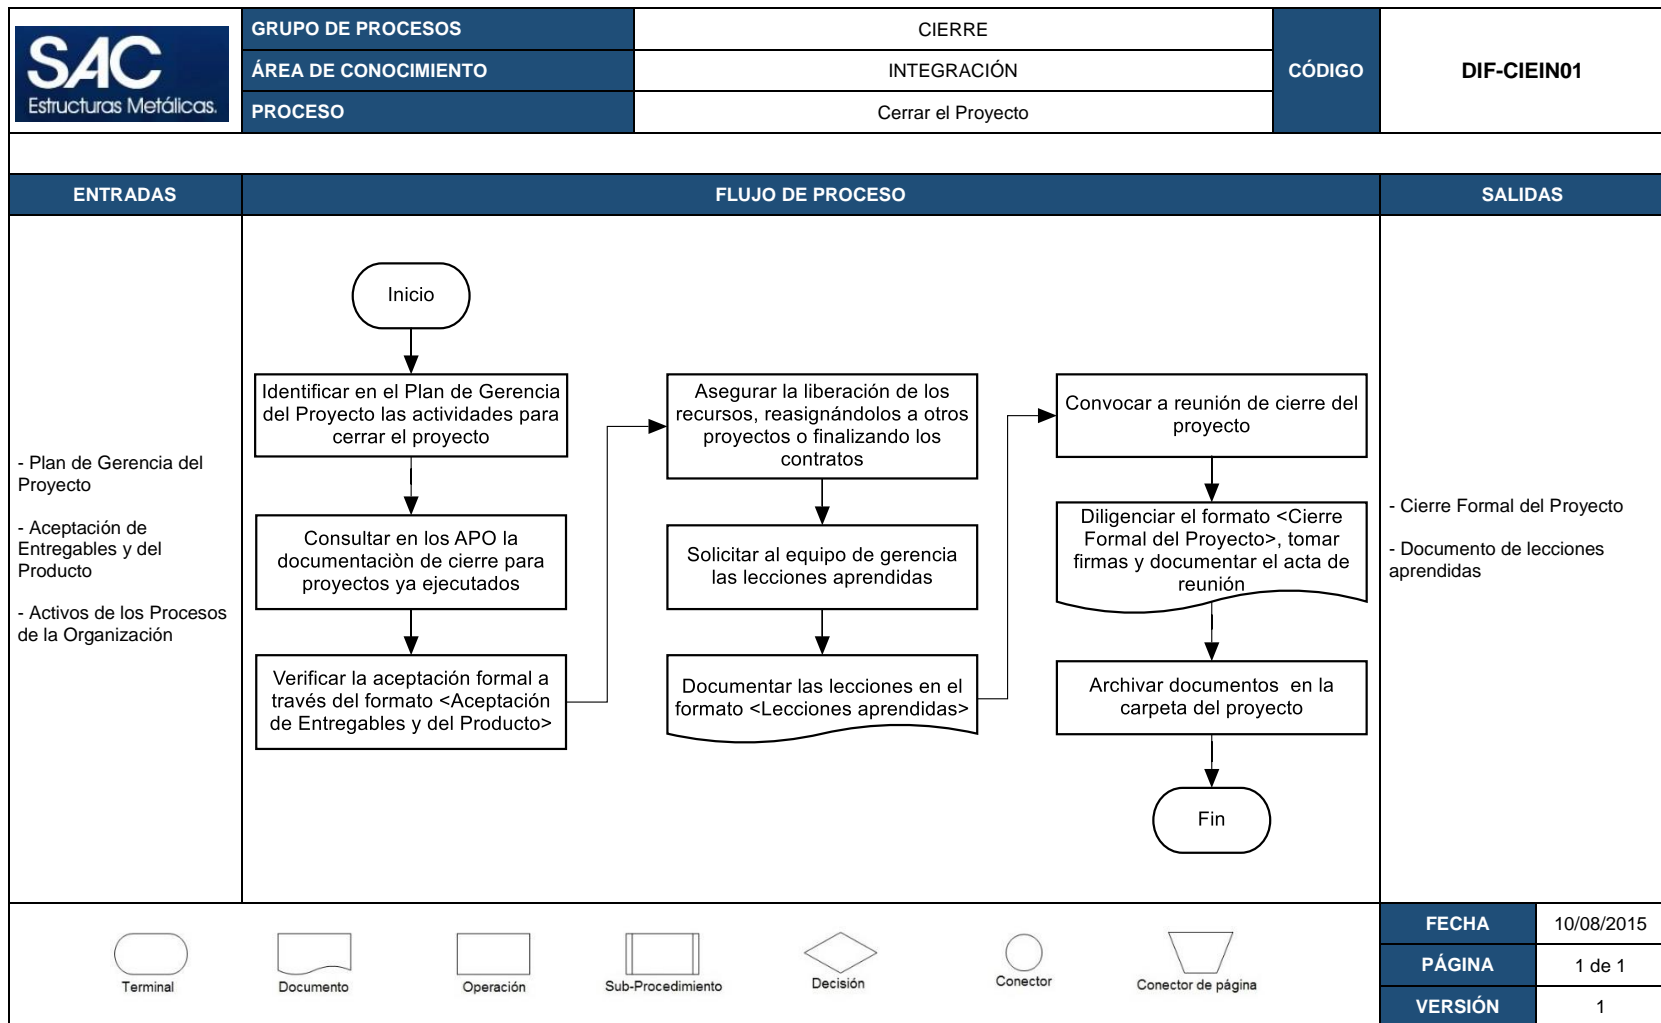 SAC
Estructuras Metálicas.
GRUPO DE PROCESOS
CIERRE
ÁREA DE CONOCIMIENTO
INTEGRACIÓN
PROCESO
Cerrar el Proyecto
CÓDIGO
DIF-CIEIN01
ENTRADAS
FLUJO DE PROCESO
SALIDAS
- Plan de Gerencia del
Proyecto
- Aceptación de
Entregables y del
Producto
- Activos de los Procesos
de la Organización
Inicio
Identificar en el Plan de Gerencia
del Proyecto las actividades para
cerrar el proyecto
Consultar en los APO la
documentaciòn de cierre para
proyectos ya ejecutados
Verificar la aceptación formal a
través del formato <Aceptación
de Entregables y del Producto>
Asegurar la liberación de los
recursos, reasignándolos a otros
proyectos o finalizando los
contratos
Solicitar al equipo de gerencia
las lecciones aprendidas
Documentar las lecciones en el
formato <Lecciones aprendidas>
Convocar a reunión de cierre del
proyecto
Diligenciar el formato <Cierre
Formal del Proyecto>, tomar
firmas y documentar el acta de
reunión
Archivar documentos  en la
carpeta del proyecto
Fin
- Cierre Formal del Proyecto
- Documento de lecciones
aprendidas
Terminal
Documento
Operación
Sub-Procedimiento
Decisión
Conector
Conector de página
FECHA
10/08/2015
PÁGINA
1 de 1
VERSIÓN
1